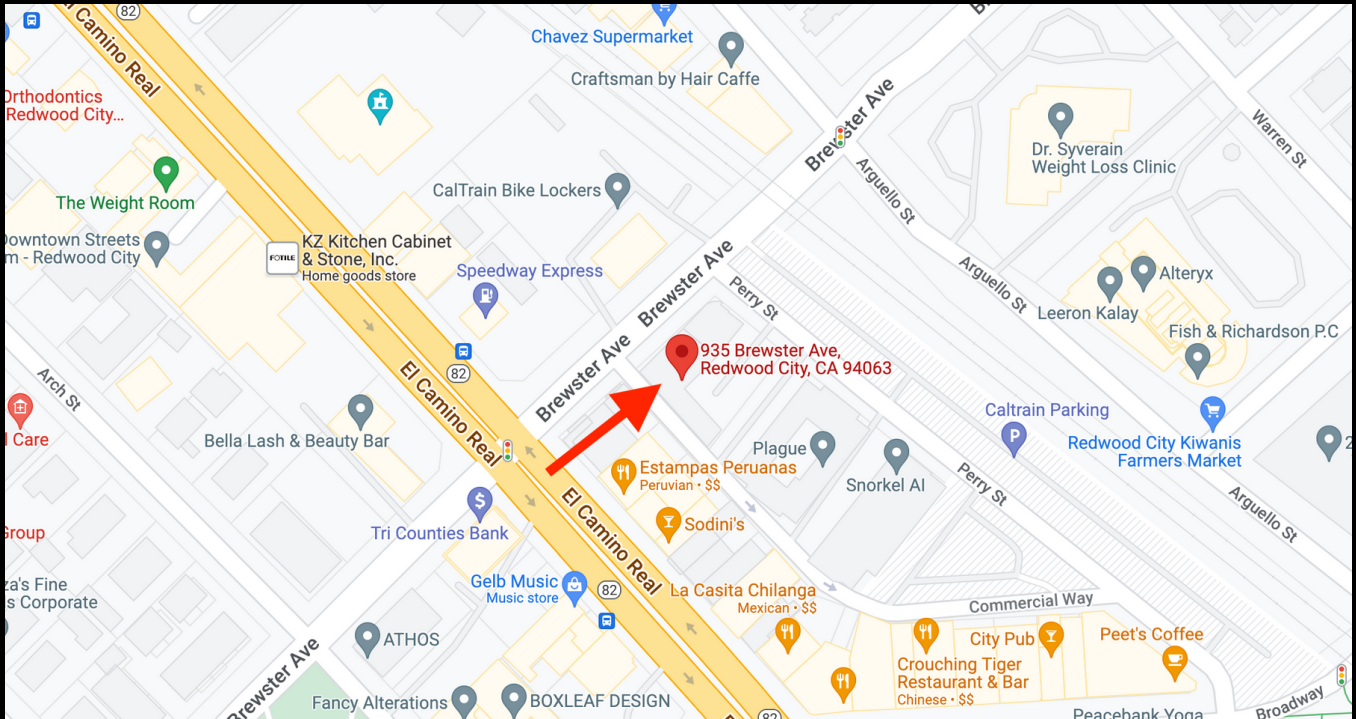 82
El Camino Real
Chavez Supermarket
Craftsman by Hair Caffe
Orthodontics
Redwood City...
Brewster Ave
Dr. Syverain
Weight Loss Clinic
Warren St
The Weight Room
CalTrain Bike Lockers
Arguello St
Downtown Streets
m - Redwood City
FOTILE
KZ Kitchen Cabinet
& Stone, Inc.
Home goods store
Speedway Express
Brewster Ave
Perry St
Arguello St
Alteryx
Leeron Kalay
Fish & Richardson P.C
935 Brewster Ave,
Redwood City, CA 94063
Brewster Ave
82
El Camino Real
Arch St
l Care
Bella Lash & Beauty Bar
Caltrain Parking
P
Redwood City Kiwanis
Farmers Market
2
Plague
Snorkel AI
Perry St
Estampas Peruanas
Peruvian • $$
Sodini's
El Camino Real
$
Tri Counties Bank
Arguello St
Group
Gelb Music
Music store
82
La Casita Chilanga
Mexican • $$
Commercial Way
za's Fine
s Corporate
ATHOS
City Pub
Peet's Coffee
Crouching Tiger
Restaurant & Bar
Chinese • $$
Brewster Ave
Fancy Alterations
BOXLEAF DESIGN
82
Peacebank Yoga
Broadway